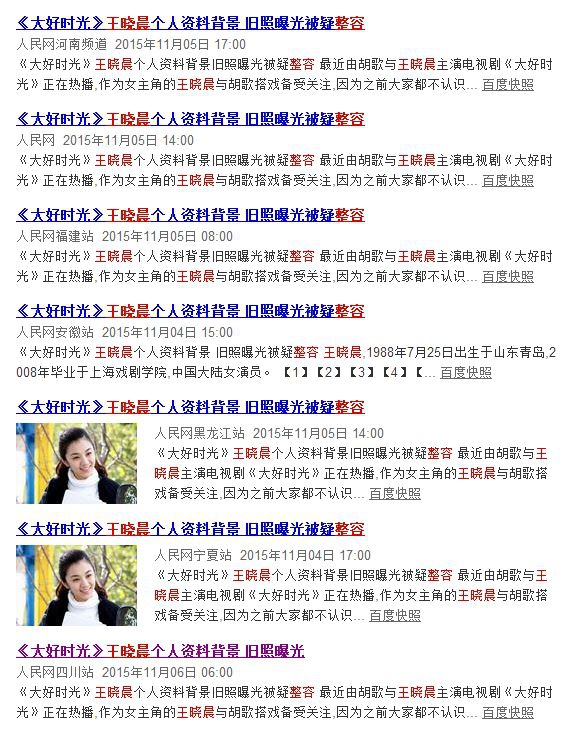 《大好时光》王晓晨个人资料背景 旧照曝光被疑整容
人民网河南频道 2015年11月05日 17:00
《大好时光》王晓晨个人资料背景旧照曝光被疑整容 最近由胡歌与王晓晨主演电视剧《大好时
光》正在热播,作为女主角的王晓晨与胡歌搭戏备受关注,因为之前大家都不认识... 百度快照
《大好时光》王晓晨个人资料背景 旧照曝光被疑整容
人民网 2015年11月05日 14:00
《大好时光》王晓晨个人资料背景旧照曝光被疑整容 最近由胡歌与王晓晨主演电视剧《大好时
光》正在热播,作为女主角的王晓晨与胡歌搭戏备受关注,因为之前大家都不认识... 百度快照
《大好时光》王晓晨个人资料背景 旧照曝光被疑整容
人民网福建站 2015年11月05日 08:00
《大好时光》王晓晨个人资料背景旧照曝光被疑整容 最近由胡歌与王晓晨主演电视剧《大好时
光》正在热播,作为女主角的王晓晨与胡歌搭戏备受关注,因为之前大家都不认识... 百度快照
《大好时光》王晓晨个人资料背景 旧照曝光被疑整容
人民网安徽站 2015年11月04日 15:00
《大好时光》王晓晨个人资料背景 旧照曝光被疑整容 王晓晨,1988年7月25日出生于山东青岛,2
008年毕业于上海戏剧学院,中国大陆女演员。 【1】【2】【3】【4】【... 百度快照
《大好时光》王晓晨个人资料背景 旧照曝光被疑整容
人民网黑龙江站 2015年11月05日 14:00
《大好时光》王晓晨个人资料背景旧照曝光被疑整容 最近由胡歌与王
晓晨主演电视剧《大好时光》正在热播,作为女主角的王晓晨与胡歌搭
戏备受关注,因为之前大家都不认识... 百度快照
《大好时光》王晓晨个人资料背景 旧照曝光被疑整容
人民网宁夏站 2015年11月04日 17:00
《大好时光》王晓晨个人资料背景旧照曝光被疑整容 最近由胡歌与王
晓晨主演电视剧《大好时光》正在热播,作为女主角的王晓晨与胡歌搭
戏备受关注,因为之前大家都不认识... 百度快照
《大好时光》王晓晨个人资料背景 旧照曝光
人民网四川站 2015年11月06日 06:00
《大好时光》王晓晨个人资料背景旧照曝光被疑整容 最近由胡歌与王晓晨主演电视剧《大好时
光》正在热播,作为女主角的王晓晨与胡歌搭戏备受关注,因为之前大家都不认识... 百度快照